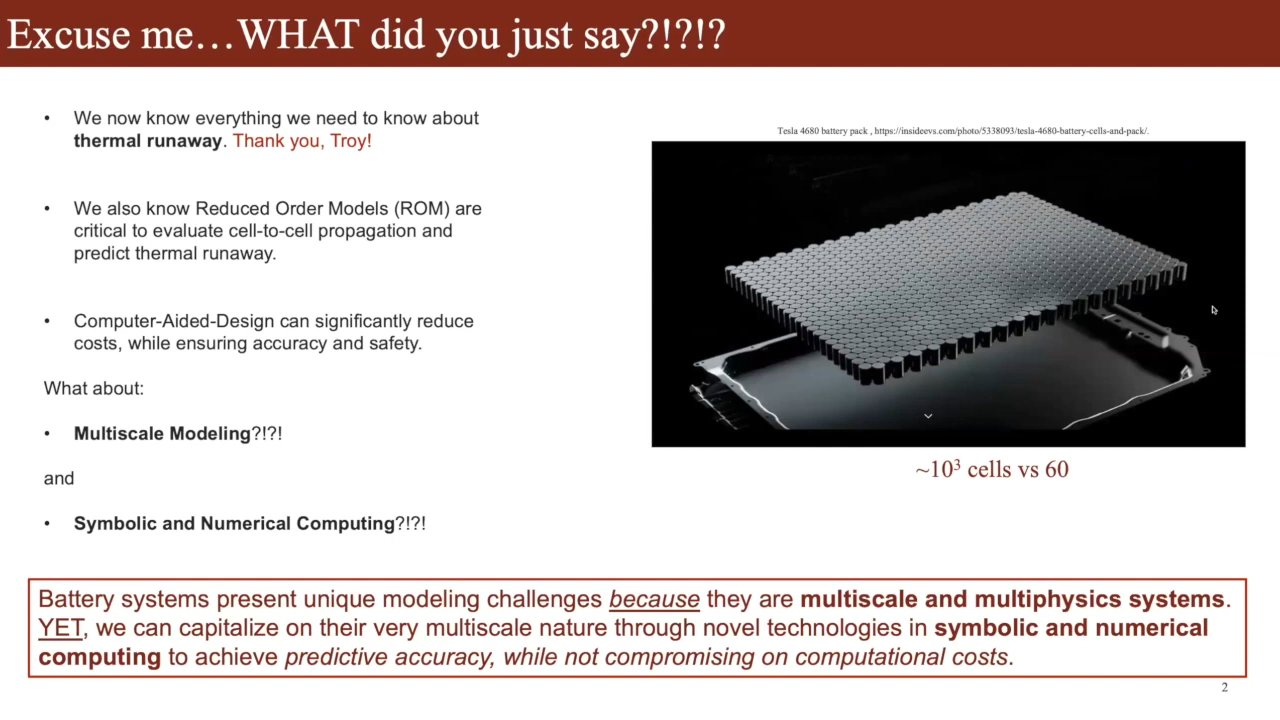 Excuse me…WHAT did you just say?!?!?
• We now know everything we need to know about
thermal runaway. Thank you, Troy!
• We also know Reduced Order Models (ROM) are
critical to evaluate cell-to-cell propagation and
predict thermal runaway.
• Computer-Aided-Design can significantly reduce
costs, while ensuring accuracy and safety.
What about:
• Multiscale Modeling?!?!
and
• Symbolic and Numerical Computing?!?!
Tesla 4680 battery pack , https://insideevs.com/photo/5338093/tesla-4680-battery-cells-and-pack/.
~10³ cells vs 60
Battery systems present unique modeling challenges because they are multiscale and multiphysics systems.
YET, we can capitalize on their very multiscale nature through novel technologies in symbolic and numerical
computing to achieve predictive accuracy, while not compromising on computational costs.
2